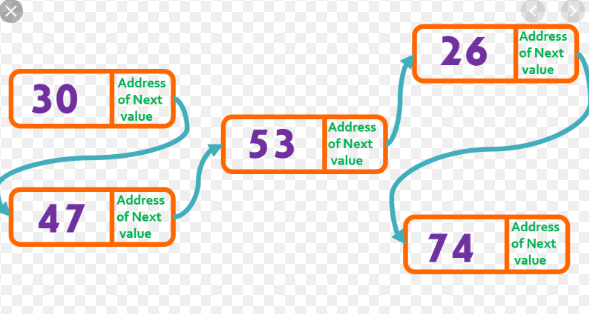 30
Address
of Next
value
47
Address
of Next
value
53
Address
of Next
value
26
Address
of Next
value
74
Address
of Next
value